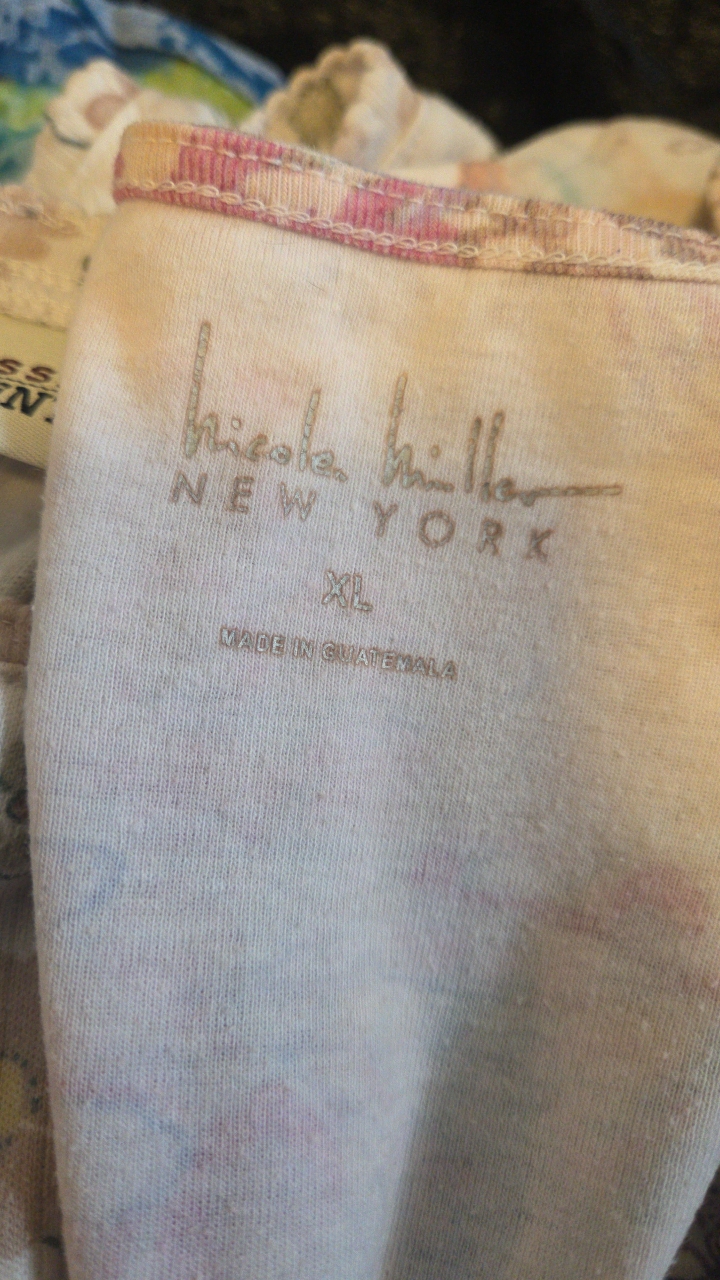 nicole miller
NEW YORK
XL
MADE IN GUATEMALA